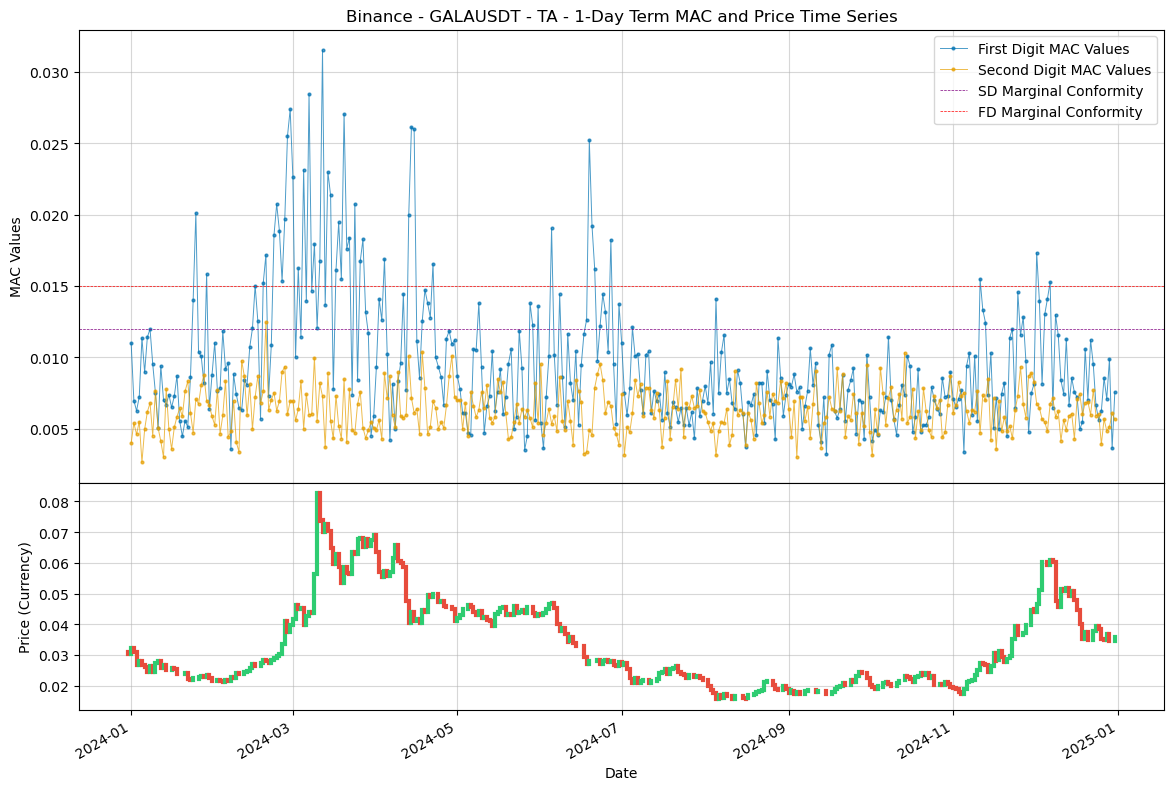 Binance - GALAUSDT - TA - 1-Day Term MAC and Price Time Series
First Digit MAC Values
Second Digit MAC Values
SD Marginal Conformity
FD Marginal Conformity
MAC Values
0.030
0.025
0.020
0.015
0.010
0.005
Price (Currency)
0.08
0.07
0.06
0.05
0.04
0.03
0.02
2024-01
2024-03
2024-05
2024-07
2024-09
2024-11
2025-01
Date